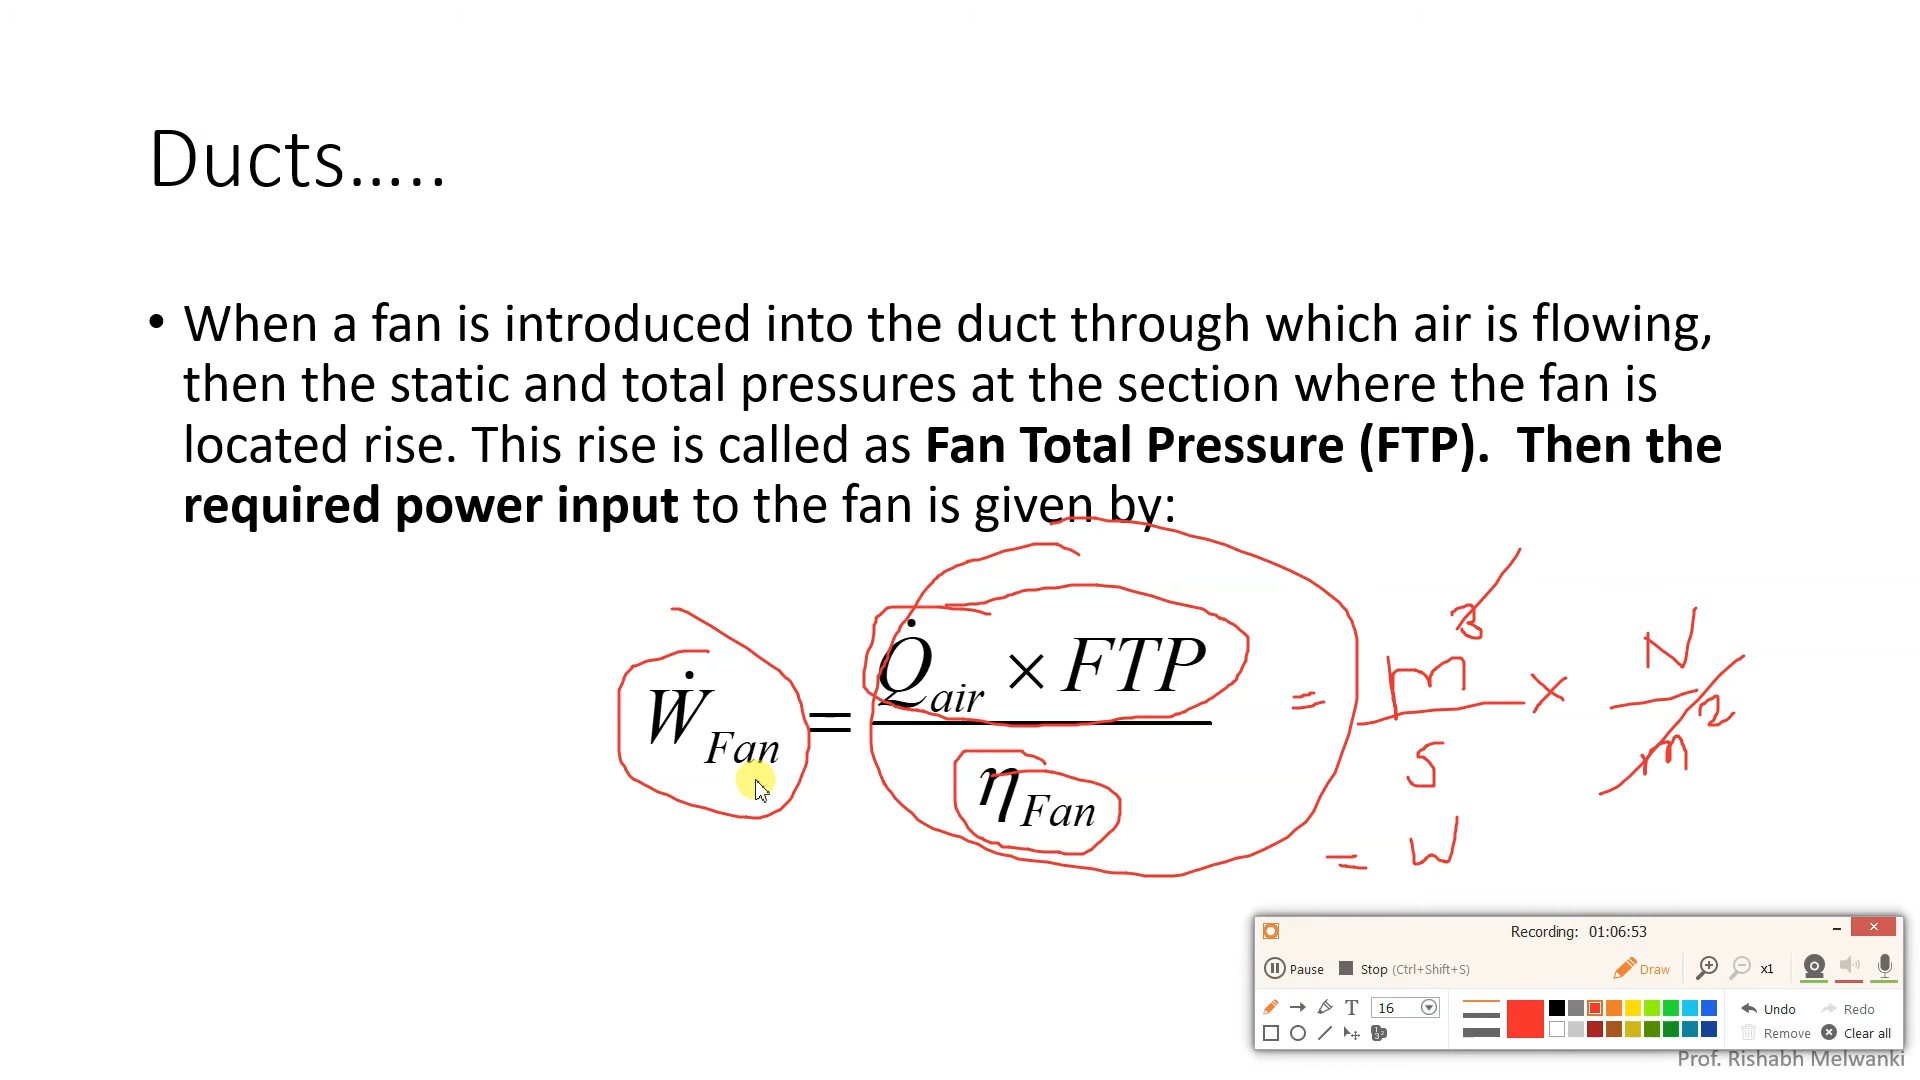 Ducts.....
• When a fan is introduced into the duct through which air is flowing,
then the static and total pressures at the section where the fan is
located rise. This rise is called as Fan Total Pressure (FTP). Then the
required power input to the fan is given by:
Ẇ_Fan = Q̇_air × FTP / η_Fan
= m³/s × N/m²
= W
Recording: 01:06:53
Pause Stop (Ctrl+Shift+S) Draw x1
T 16 Undo Redo
Remove Clear all
Prof. Rishabh Melwanki